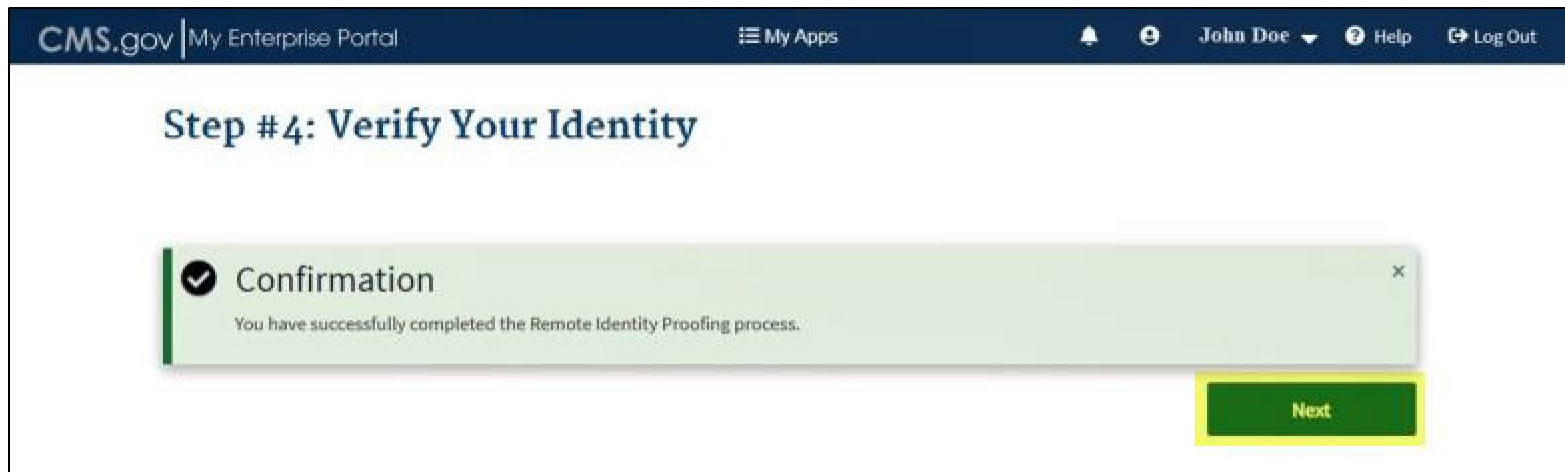 CMS.gov My Enterprise Portal My Apps John Doe Help Log Out
Step #4: Verify Your Identity
Confirmation ×
You have successfully completed the Remote Identity Proofing process.
Next